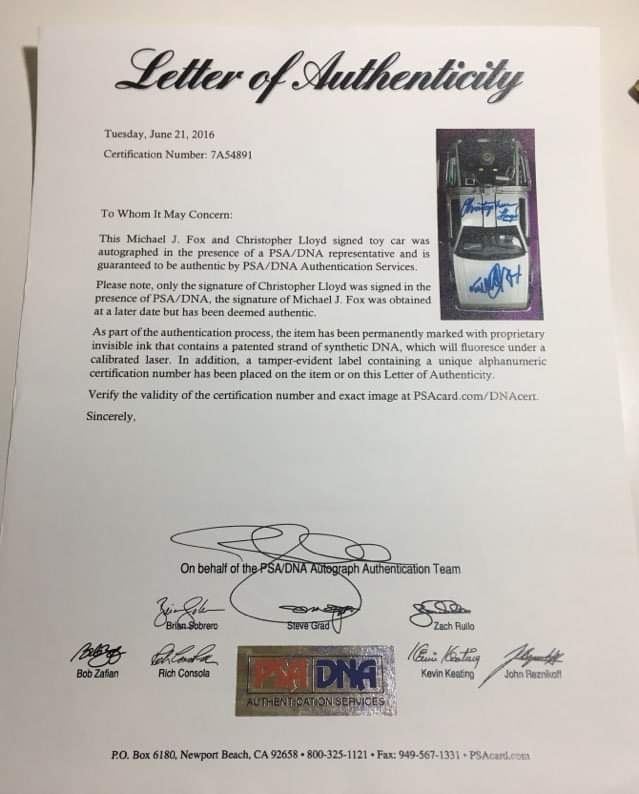 Letter of Authenticity
Tuesday, June 21, 2016
Certification Number: 7A54891
To Whom It May Concern:
This Michael J. Fox and Christopher Lloyd signed toy car was
autographed in the presence of a PSA/DNA representative and is
guaranteed to be authentic by PSA/DNA Authentication Services.
Please note, only the signature of Christopher Lloyd was signed in the
presence of PSA/DNA, the signature of Michael J. Fox was obtained
at a later date but has been deemed authentic.
As part of the authentication process, the item has been permanently marked with proprietary
invisible ink that contains a patented strand of synthetic DNA, which will fluoresce under a
calibrated laser. In addition, a tamper-evident label containing a unique alphanumeric
certification number has been placed on the item or on this Letter of Authenticity.
Verify the validity of the certification number and exact image at PSAcard.com/DNAcert.
Sincerely,
Christopher
Lloyd
On behalf of the PSA/DNA Autograph Authentication Team
Brian Sobrero
Steve Grad
Zach Rullo
Bob Zafian
Rich Consola
PSA DNA
AUTHENTICATION SERVICES
Kevin Keating
John Reznikoff
P.O. Box 6180, Newport Beach, CA 92658 • 800-325-1121 • Fax: 949-567-1331 • PSAcard.com